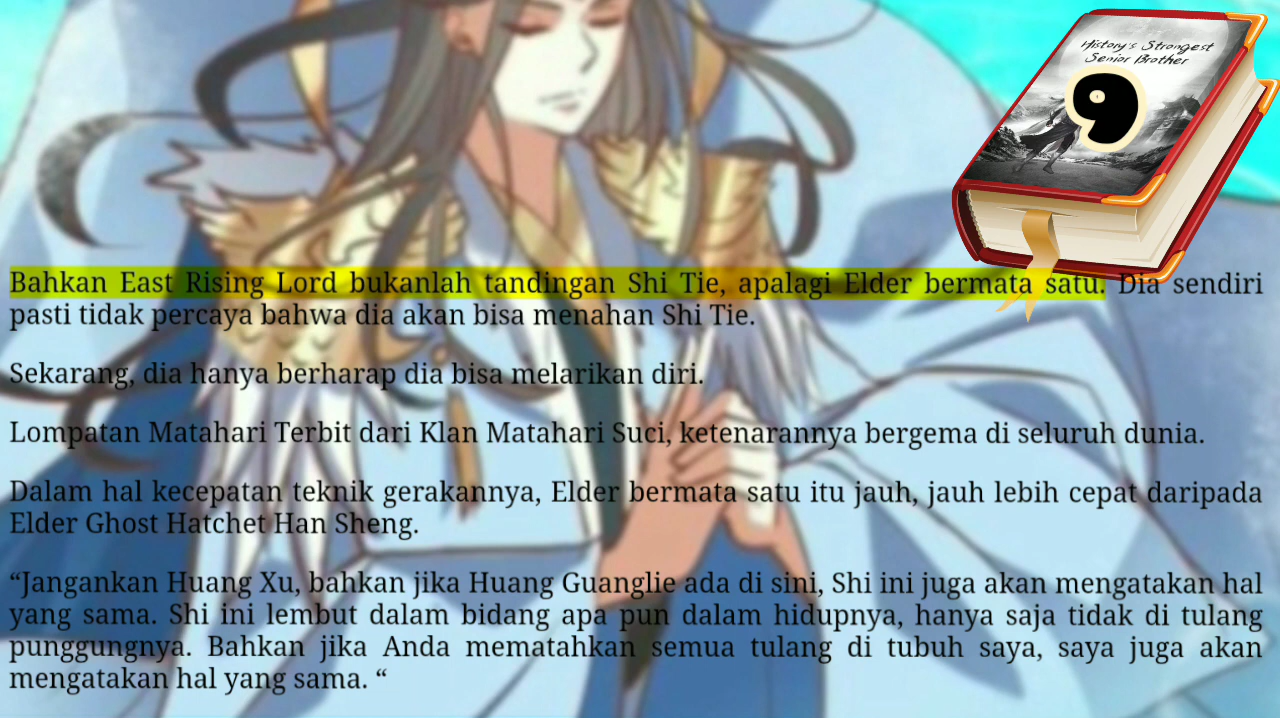 History's Strongest
Senior Brother
9
Bahkan East Rising Lord bukanlah tandingan Shi Tie, apalagi Elder bermata satu. Dia sendiri
pasti tidak percaya bahwa dia akan bisa menahan Shi Tie.
Sekarang, dia hanya berharap dia bisa melarikan diri.
Lompatan Matahari Terbit dari Klan Matahari Suci, ketenarannya bergema di seluruh dunia.
Dalam hal kecepatan teknik gerakannya, Elder bermata satu itu jauh, jauh lebih cepat daripada
Elder Ghost Hatchet Han Sheng.
“Jangankan Huang Xu, bahkan jika Huang Guanglie ada di sini, Shi ini juga akan mengatakan hal
yang sama. Shi ini lembut dalam bidang apa pun dalam hidupnya, hanya saja tidak di tulang
punggungnya. Bahkan jika Anda mematahkan semua tulang di tubuh saya, saya juga akan
mengatakan hal yang sama. “